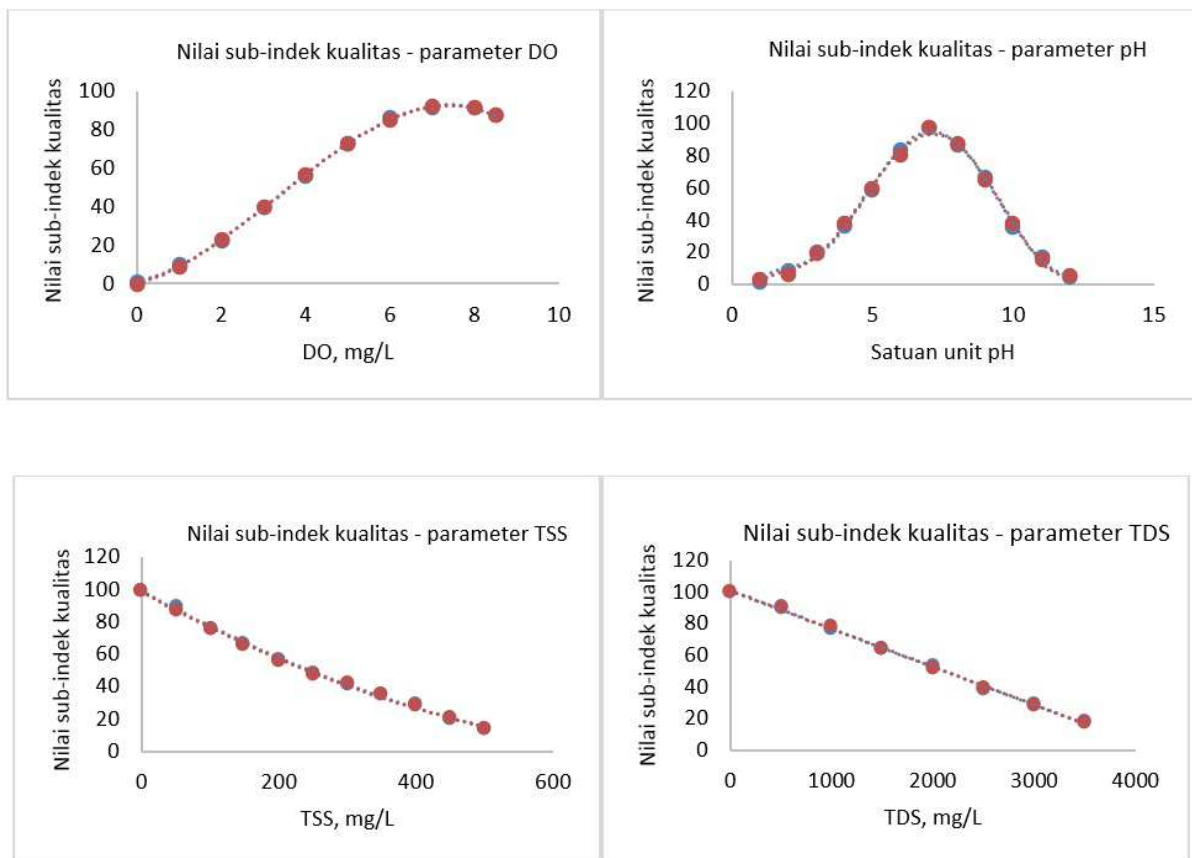 Nilai sub-indek kualitas - parameter DO
Nilai sub-indek kualitas
100
80
60
40
20
0
0 2 4 6 8 10
DO, mg/L
Nilai sub-indek kualitas - parameter pH
Nilai sub-indek kualitas
120
100
80
60
40
20
0
0 5 10 15
Satuan unit pH
Nilai sub-indek kualitas - parameter TSS
Nilai sub-indek kualitas
120
100
80
60
40
20
0
0 200 400 600
TSS, mg/L
Nilai sub-indek kualitas - parameter TDS
Nilai sub-indek kualitas
120
100
80
60
40
20
0
0 1000 2000 3000 4000
TDS, mg/L